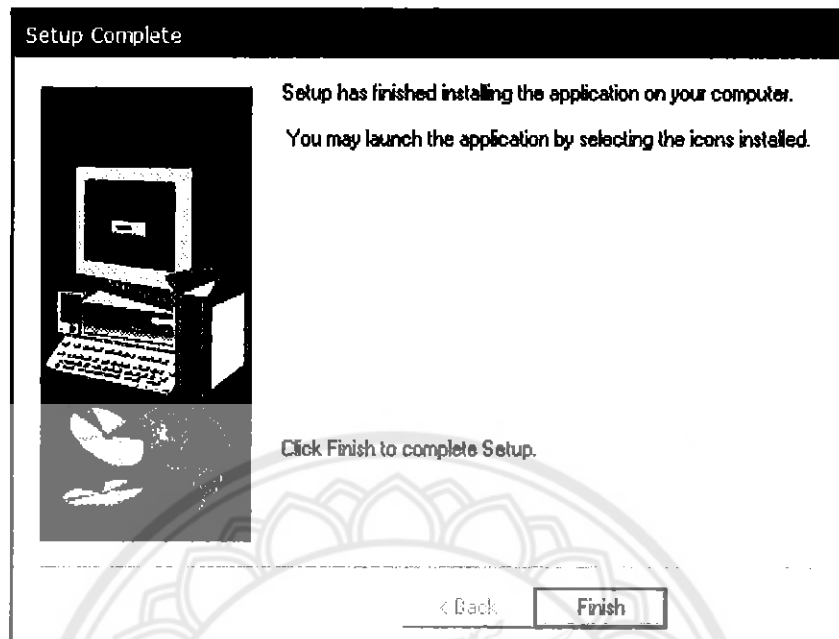 Setup Complete
Setup has finished installing the application on your computer.
You may launch the application by selecting the icons installed.
Click Finish to complete Setup.
< Back
Finish